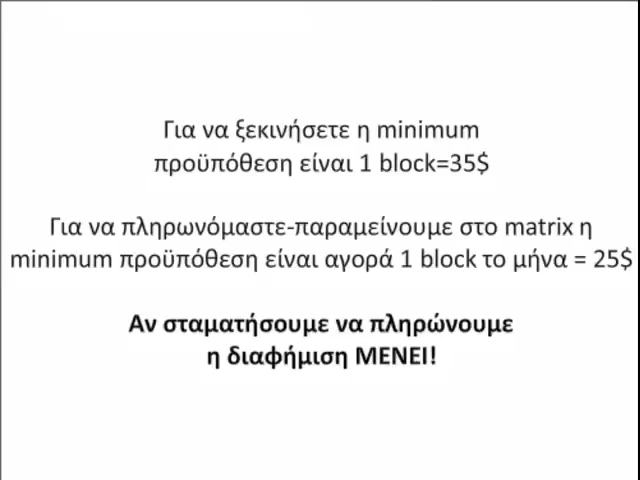 Για να ξεκινήσετε η minimum
προϋπόθεση είναι 1 block=35$
Για να πληρωνόμαστε-παραμείνουμε στο matrix η
minimum προϋπόθεση είναι αγορά 1 block το μήνα = 25$
Αν σταματήσουμε να πληρώνουμε
η διαφήμιση ΜΕΝΕΙ!